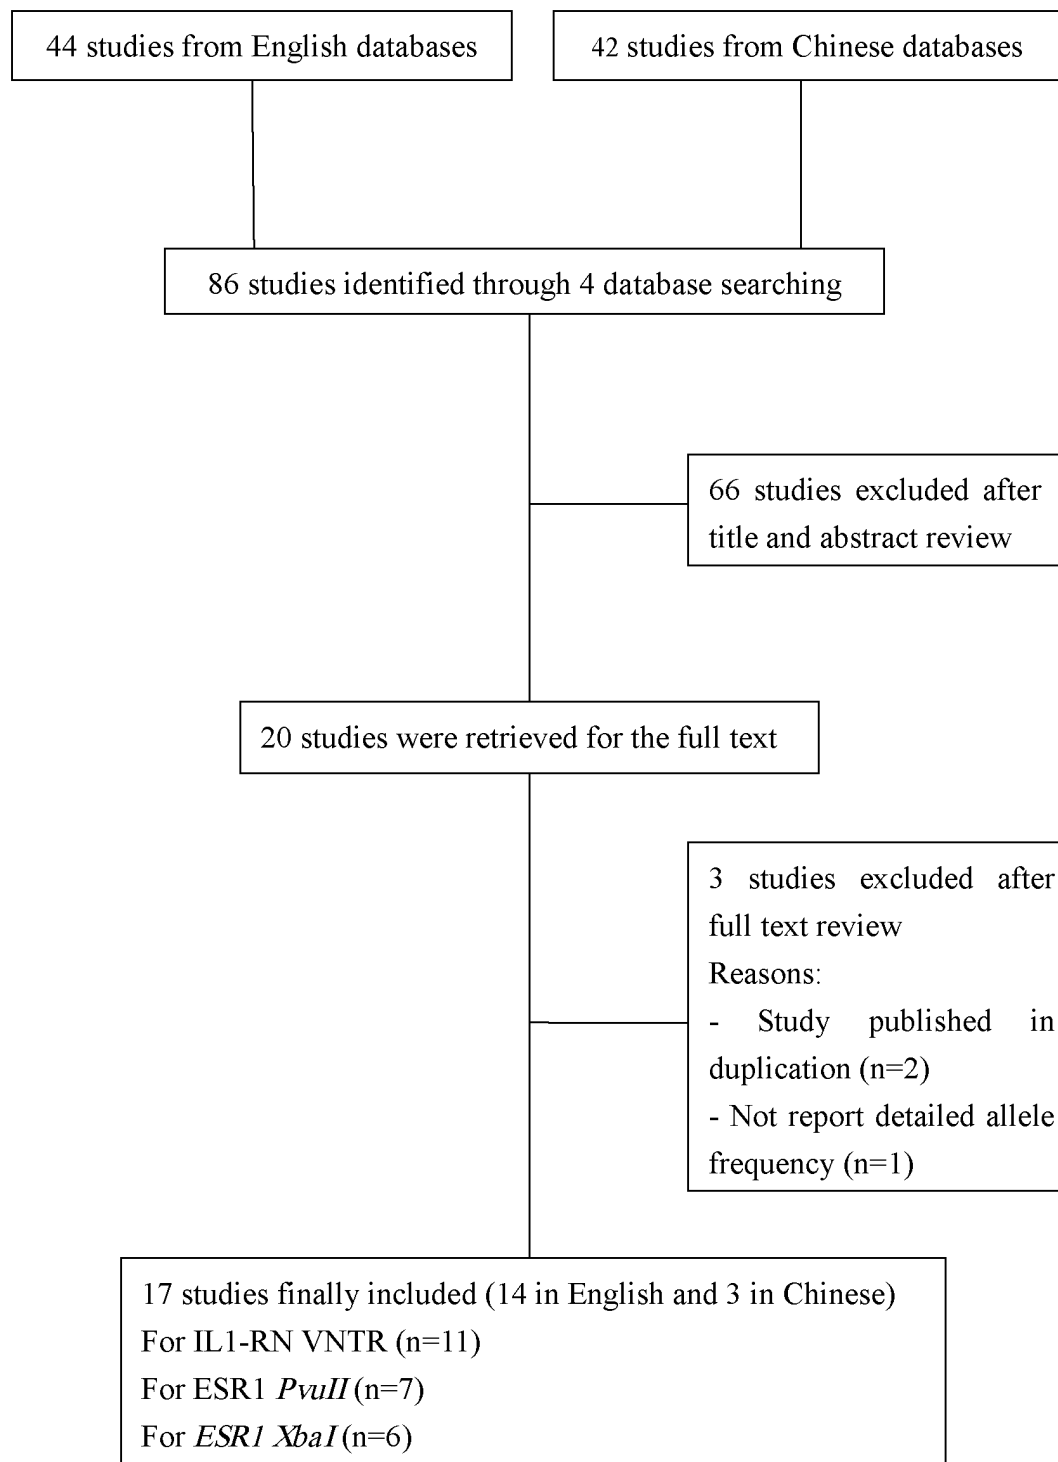 44 studies from English databases
42 studies from Chinese databases
86 studies identified through 4 database searching
66 studies excluded after
title and abstract review
20 studies were retrieved for the full text
3 studies excluded after
full text review
Reasons:
- Study published in
duplication (n=2)
- Not report detailed allele
frequency (n=1)
17 studies finally included (14 in English and 3 in Chinese)
For IL1-RN VNTR (n=11)
For ESR1 PvuII (n=7)
For ESR1 XbaI (n=6)